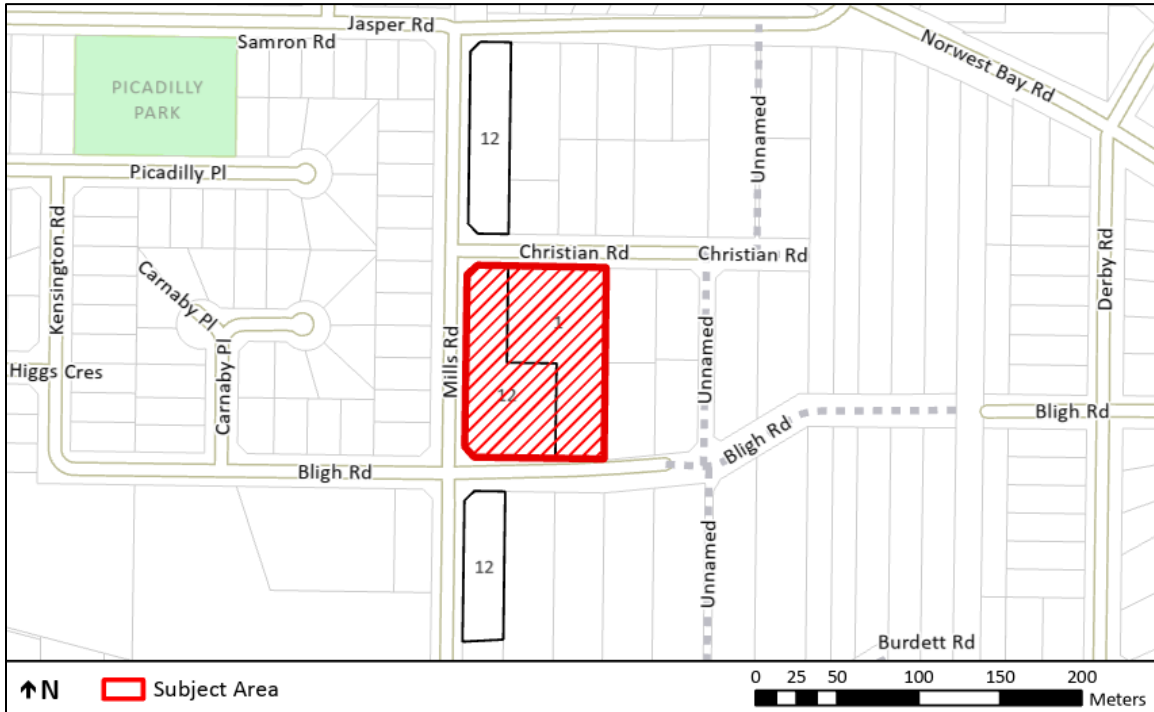 Jasper Rd
Samron Rd
Norwest Bay Rd
PICADILLY
PARK
12
Unnamed
Picadilly Pl
Kensington Rd
Christian Rd
Christian Rd
Derby Rd
Carnaby Pl
1
Mills Rd
Unnamed
Higgs Cres
Carnaby Pl
12
Bligh Rd
Bligh Rd
Bligh Rd
12
Unnamed
Burdett Rd
N
Subject Area
0 25 50 100 150 200
Meters